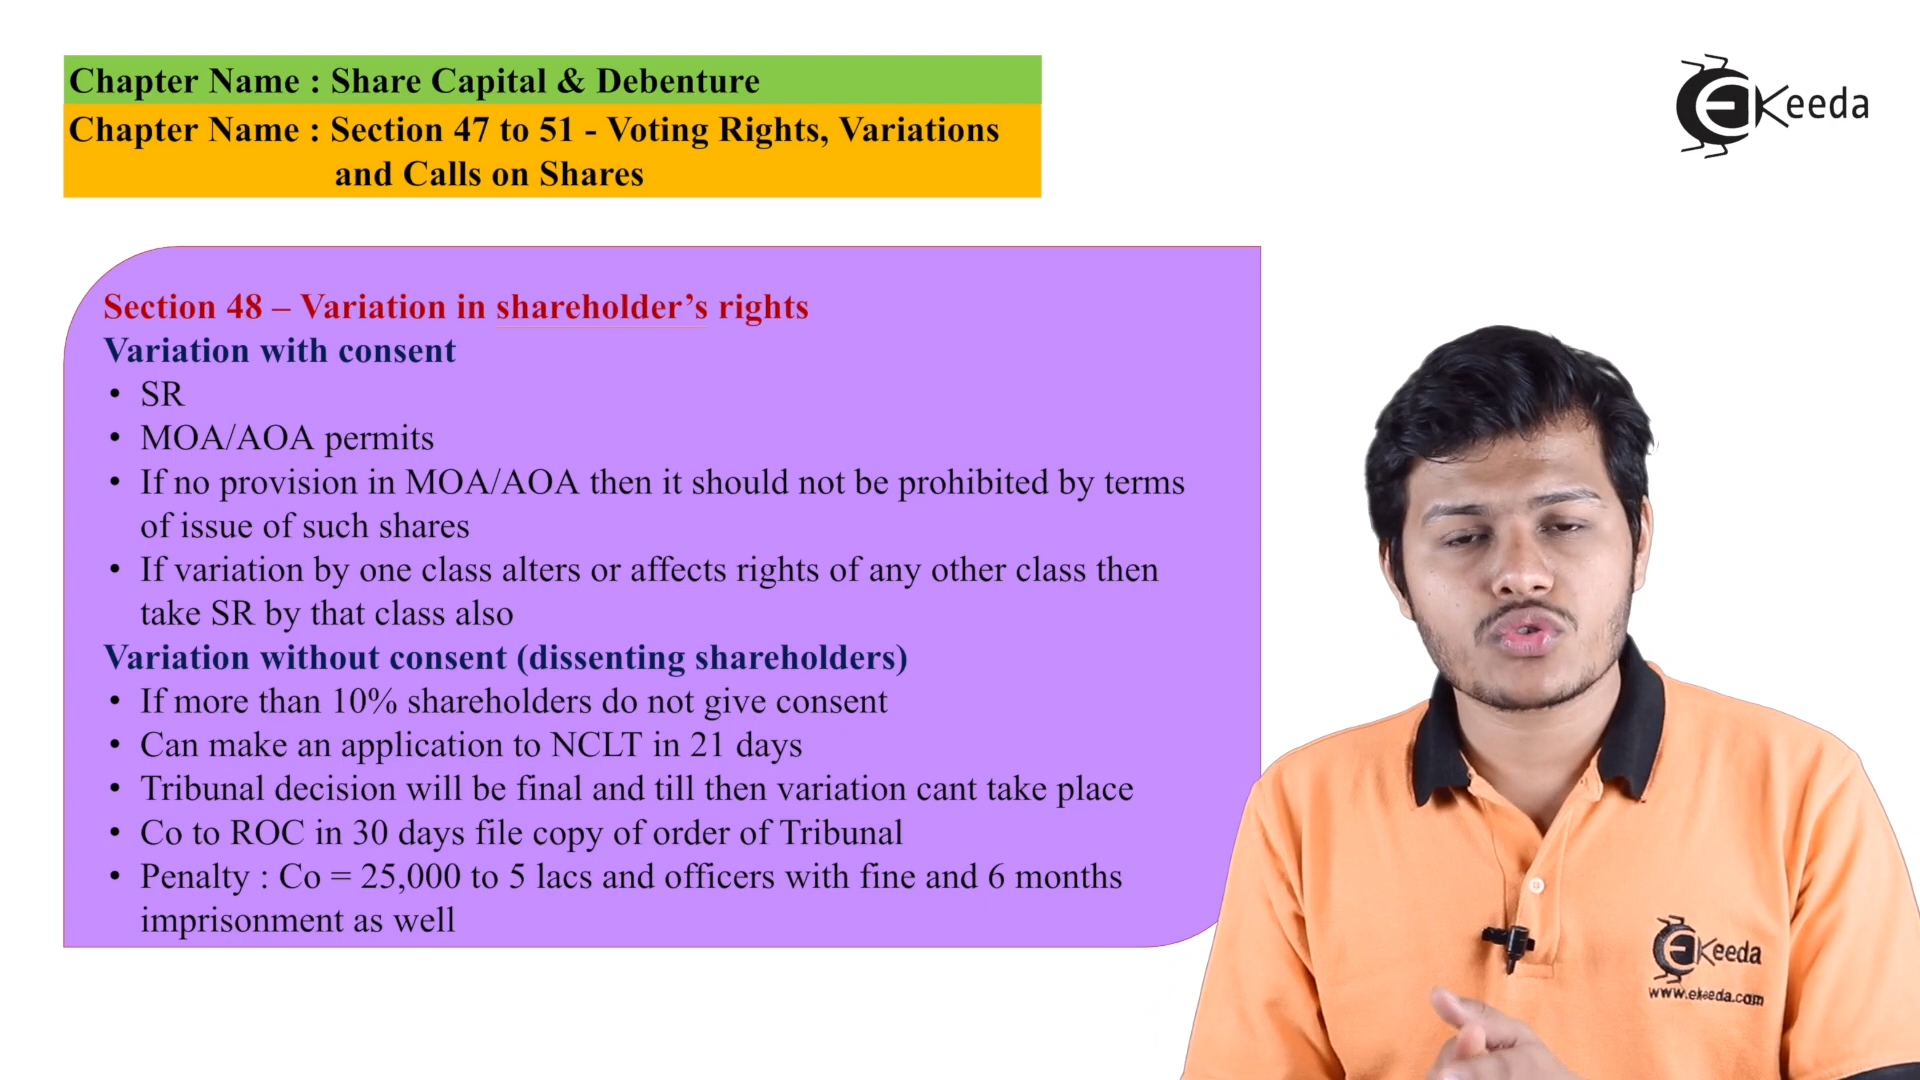 Chapter Name : Share Capital & Debenture
Chapter Name : Section 47 to 51 - Voting Rights, Variations
and Calls on Shares
EKeeda
Section 48 – Variation in shareholder’s rights
Variation with consent
• SR
• MOA/AOA permits
• If no provision in MOA/AOA then it should not be prohibited by terms
of issue of such shares
• If variation by one class alters or affects rights of any other class then
take SR by that class also
Variation without consent (dissenting shareholders)
• If more than 10% shareholders do not give consent
• Can make an application to NCLT in 21 days
• Tribunal decision will be final and till then variation cant take place
• Co to ROC in 30 days file copy of order of Tribunal
• Penalty : Co = 25,000 to 5 lacs and officers with fine and 6 months
imprisonment as well
EKeeda
www.ekeeda.com